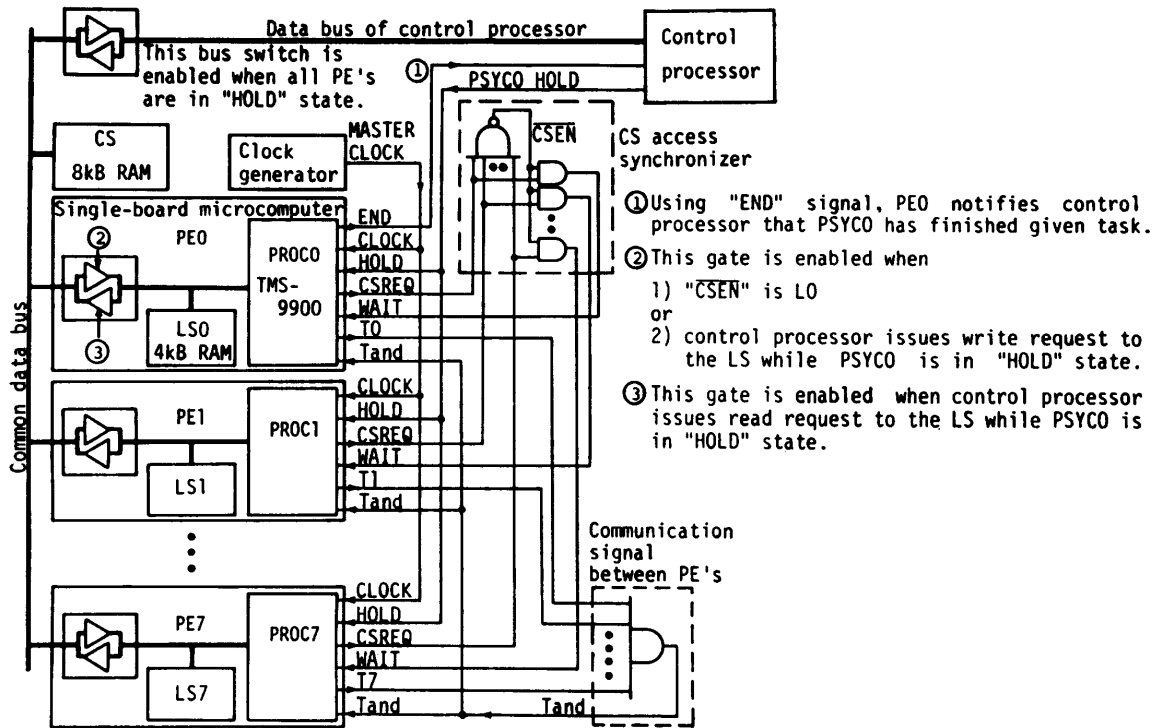 Data bus of control processor
This bus switch is
enabled when all PE's
are in "HOLD" state.
①
PSYCO HOLD
Control
processor
CS
8kB RAM
Clock
generator
MASTER
CLOCK
CSEN
CS access
synchronizer
Common data bus
Single-board microcomputer
PE0
②
③
LS0
4kB RAM
PROC0
TMS-
9900
END
CLOCK
HOLD
CSREQ
WAIT
T0
Tand
① Using "END" signal, PE0 notifies control
processor that PSYCO has finished given task.
② This gate is enabled when
1) "CSEN" is LO
or
2) control processor issues write request to
the LS while PSYCO is in "HOLD" state.
③ This gate is enabled when control processor
issues read request to the LS while PSYCO is
in "HOLD" state.
PE1
LS1
PROC1
CLOCK
HOLD
CSREQ
WAIT
T1
Tand
Communication
signal
between PE's
PE7
LS7
PROC7
CLOCK
HOLD
CSREQ
WAIT
T7
Tand
Tand